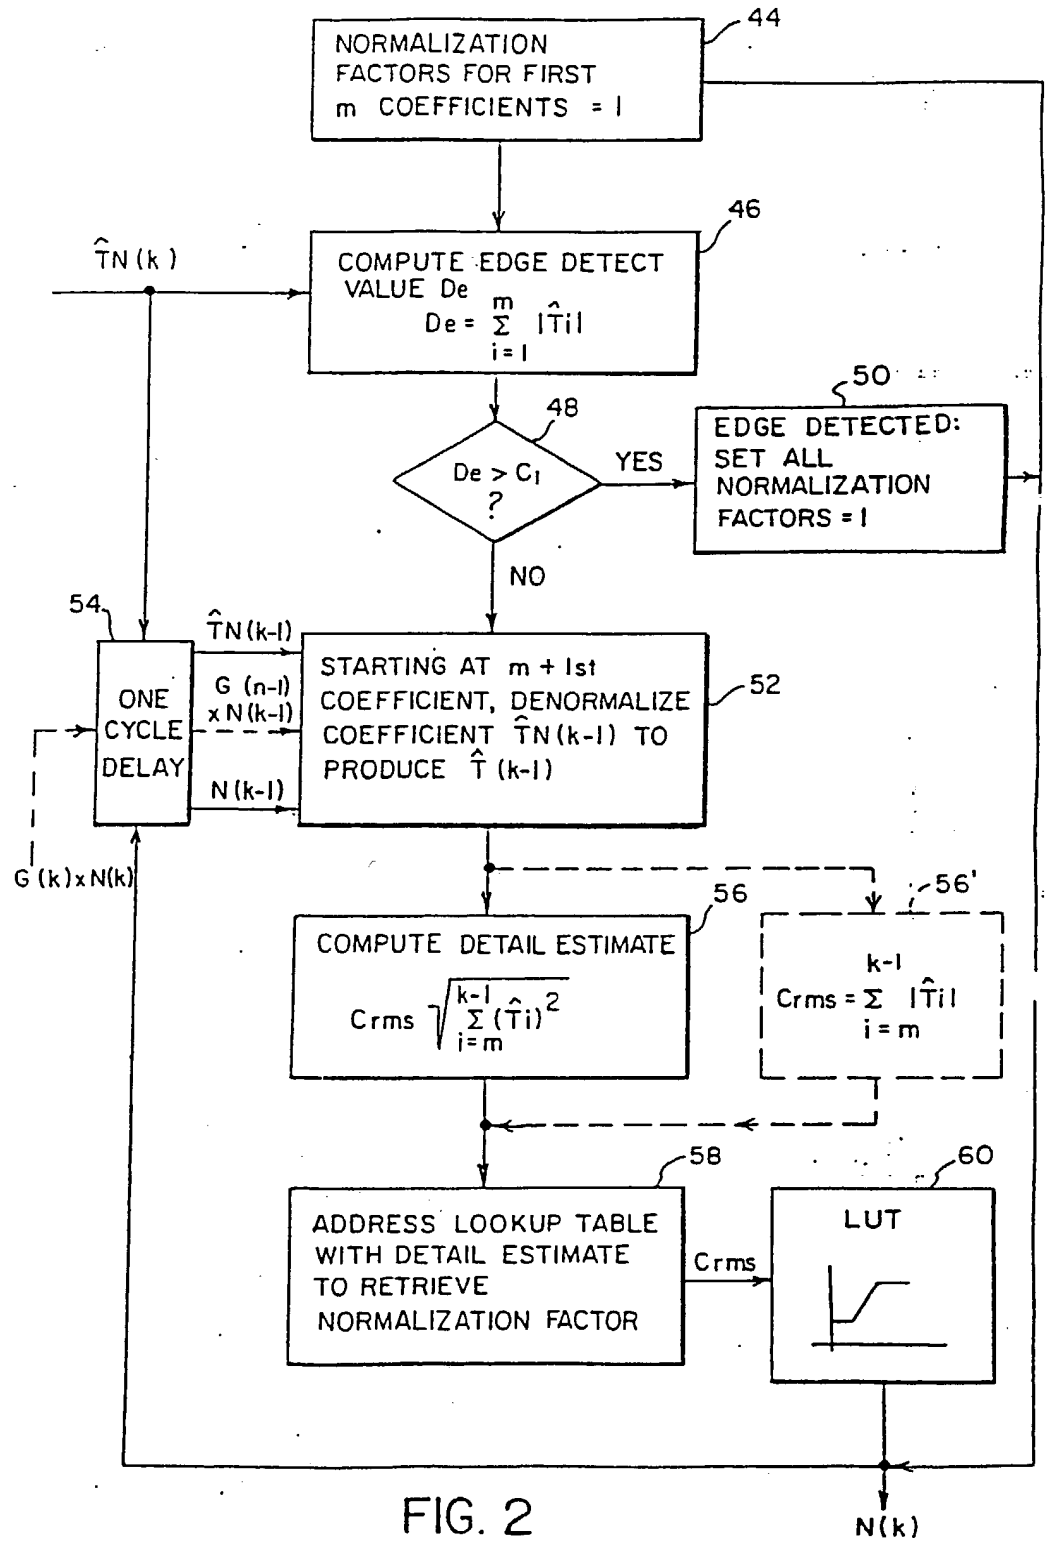 44
NORMALIZATION
FACTORS FOR FIRST
m COEFFICIENTS = 1
46
T̂N(k)
COMPUTE EDGE DETECT
VALUE De
De = Σ |T̂i|
m
i = 1
48
De > C1
?
YES
NO
50
EDGE DETECTED:
SET ALL
NORMALIZATION
FACTORS = 1
54
ONE
CYCLE
DELAY
T̂N(k-1)
G (n-1)
xN(k-1)
N(k-1)
G(k)xN(k)
52
STARTING AT m + 1st
COEFFICIENT, DENORMALIZE
COEFFICIENT T̂N(k-1) TO
PRODUCE T̂(k-1)
56
COMPUTE DETAIL ESTIMATE
k-1
Crms √Σ(T̂i)²
i=m
56'
k-1
Crms = Σ |T̂i|
i = m
58
ADDRESS LOOKUP TABLE
WITH DETAIL ESTIMATE
TO RETRIEVE
NORMALIZATION FACTOR
Crms
60
LUT
N(k)
FIG. 2